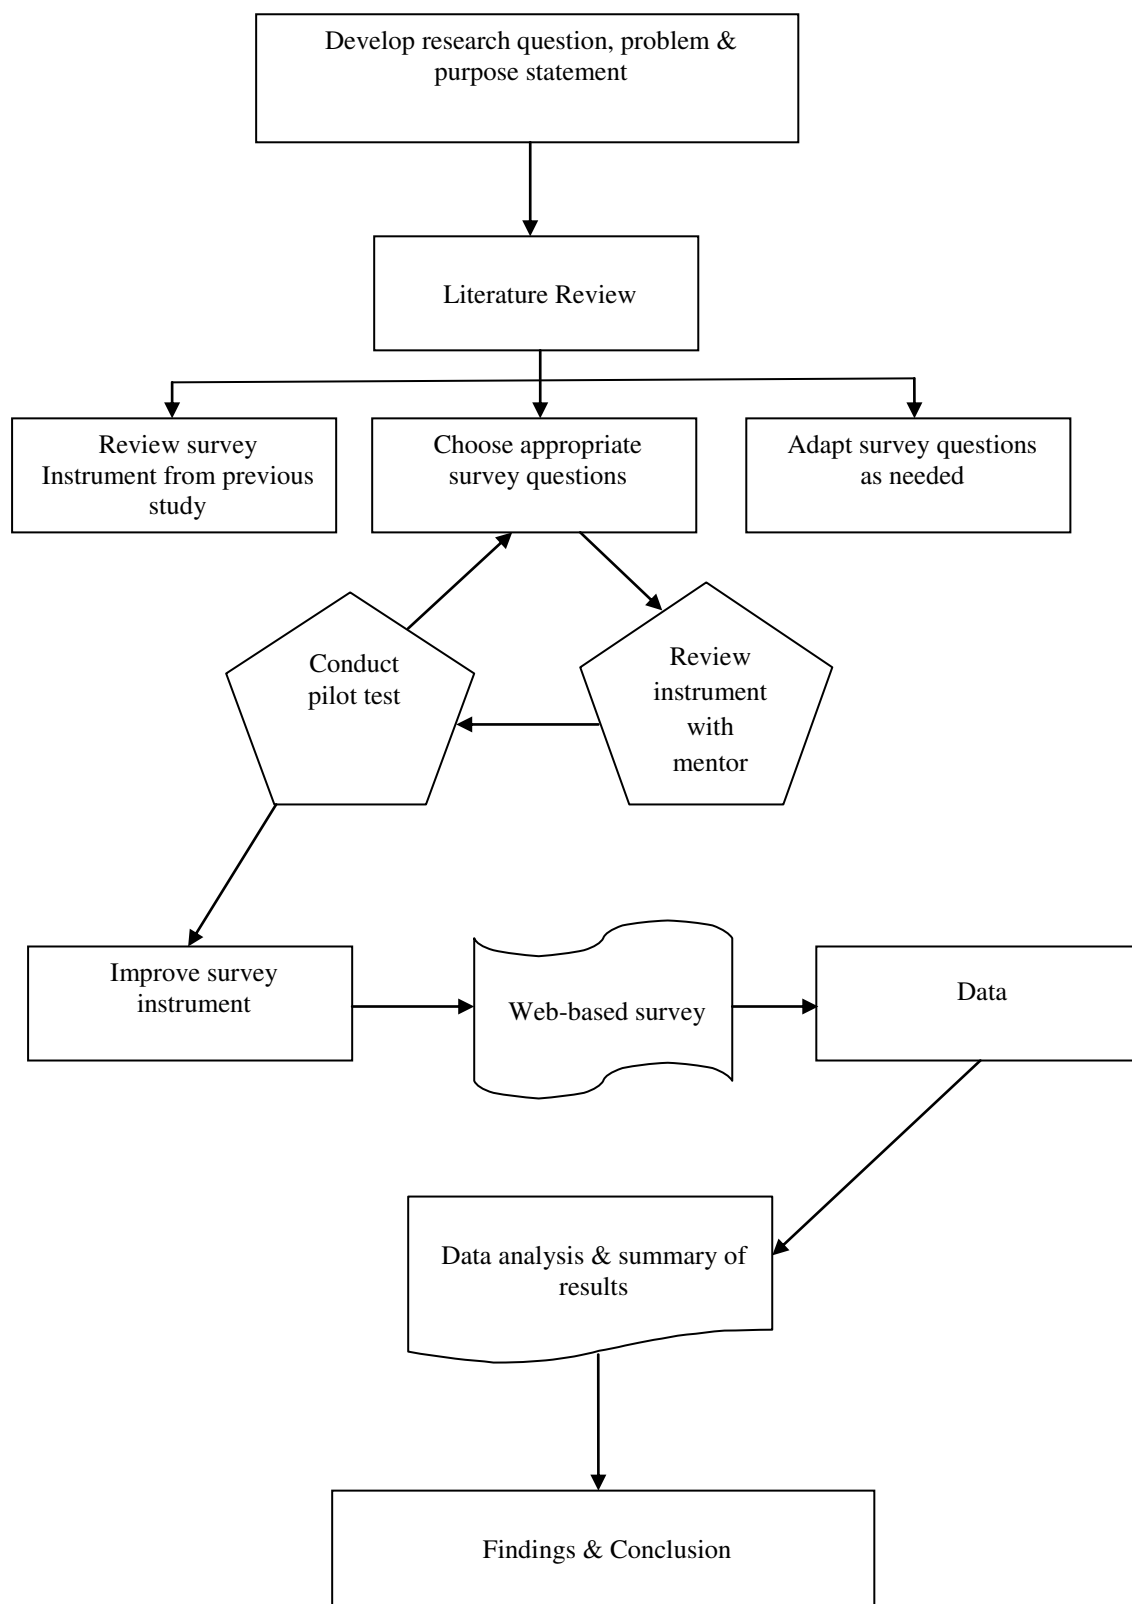 Develop research question, problem &
purpose statement
Literature Review
Review survey
Instrument from previous
study
Choose appropriate
survey questions
Adapt survey questions
as needed
Conduct
pilot test
Review
instrument
with
mentor
Improve survey
instrument
Web-based survey
Data
Data analysis & summary of
results
Findings & Conclusion